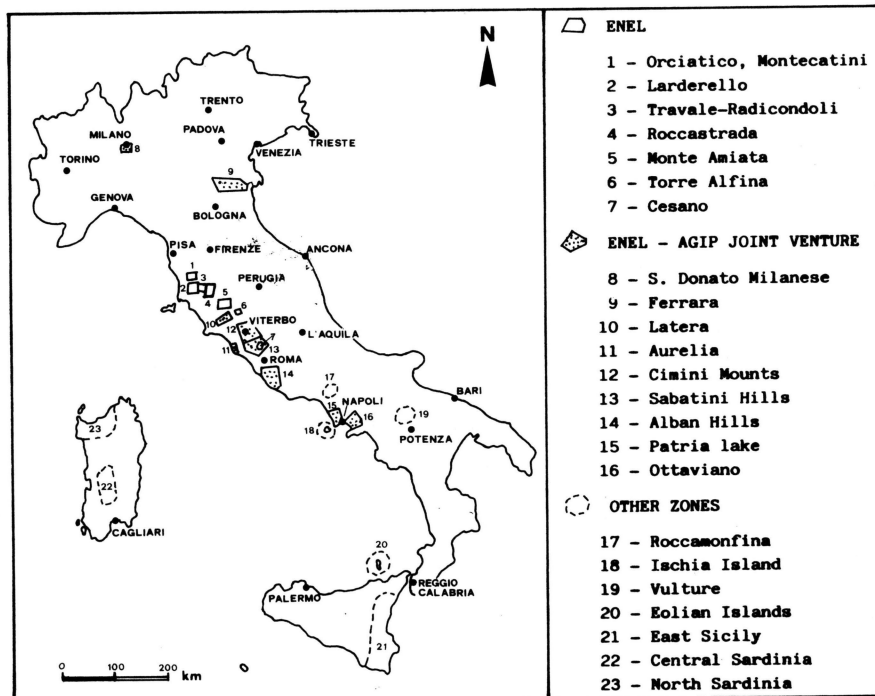 N
TRENTO
MILANO
PADOVA
TRIESTE
8
VENEZIA
TORINO
9
GENOVA
BOLOGNA
PISA
FIRENZE
ANCONA
1
2
3
PERUGIA
4
5
6
10
VITERBO
12
7
L'AQUILA
11
13
ROMA
14
17
BARI
15
NAPOLI
16
19
18
POTENZA
23
22
CAGLIARI
20
PALERMO
REGGIO
CALABRIA
21
0 100 200
km
ENEL
1 - Orciatico, Montecatini
2 - Larderello
3 - Travale-Radicondoli
4 - Roccastrada
5 - Monte Amiata
6 - Torre Alfina
7 - Cesano
ENEL - AGIP JOINT VENTURE
8 - S. Donato Milanese
9 - Ferrara
10 - Latera
11 - Aurelia
12 - Cimini Mounts
13 - Sabatini Hills
14 - Alban Hills
15 - Patria lake
16 - Ottaviano
OTHER ZONES
17 - Roccamonfina
18 - Ischia Island
19 - Vulture
20 - Eolian Islands
21 - East Sicily
22 - Central Sardinia
23 - North Sardinia